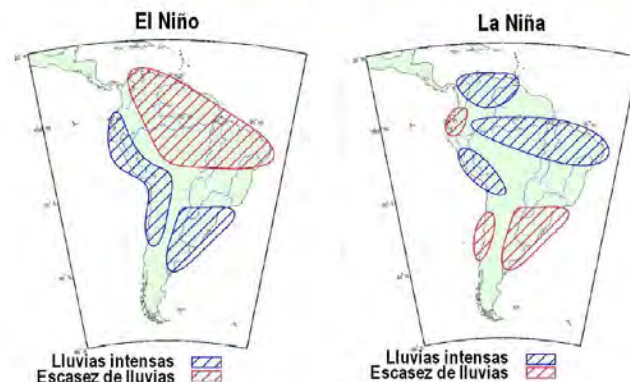 El Niño
La Niña
Lluvias intensas
Escasez de lluvias
Lluvias intensas
Escasez de lluvias